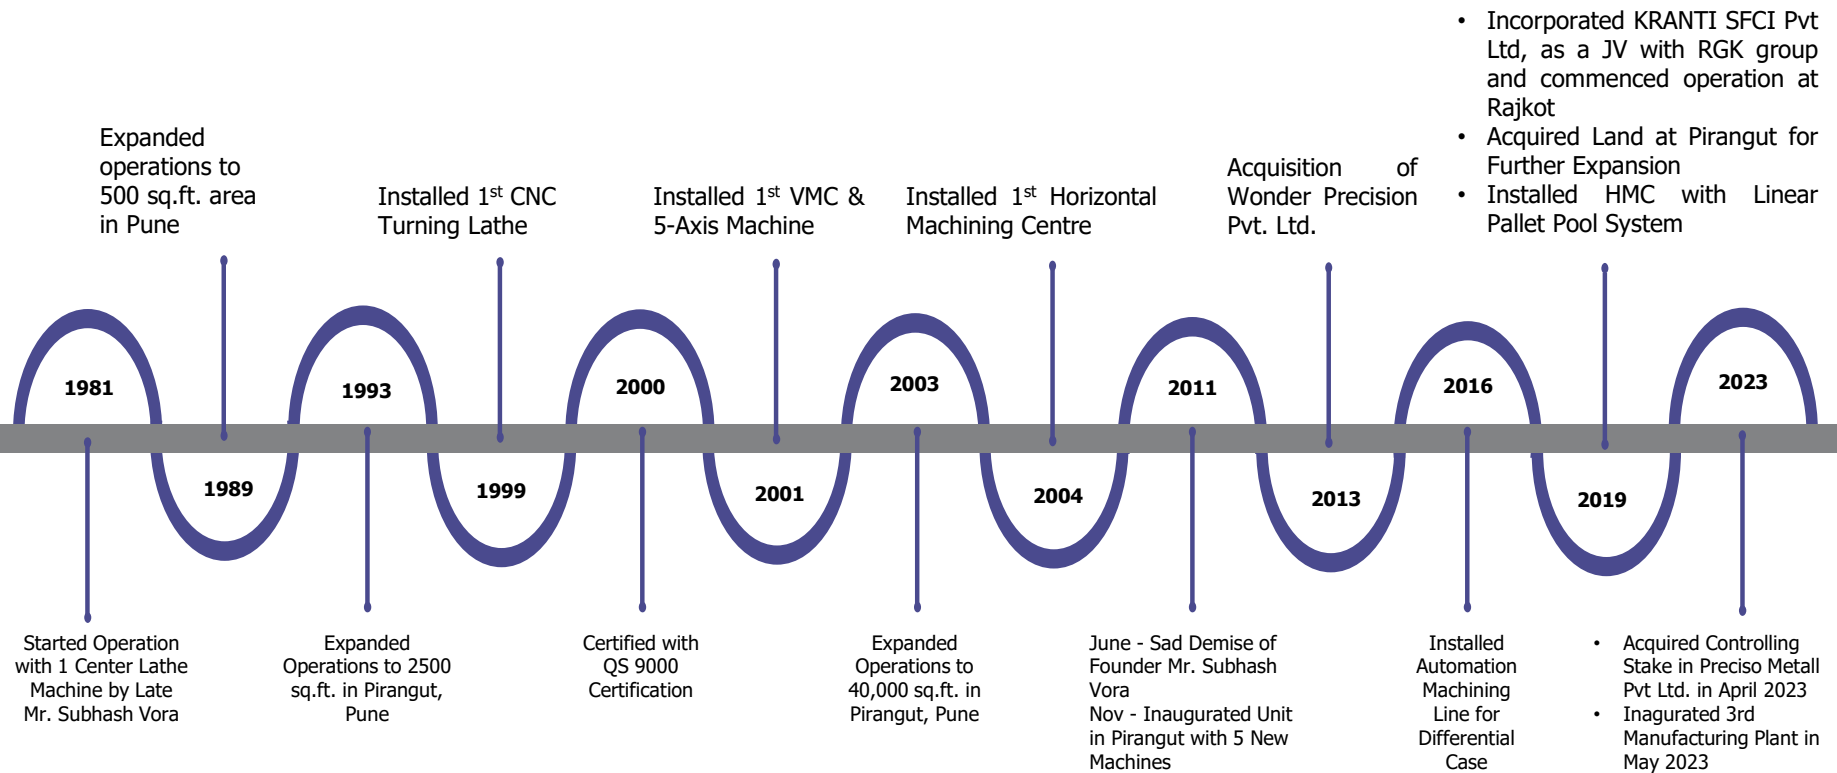 Expanded
operations to
500 sq.ft. area
in Pune
Installed 1st CNC
Turning Lathe
Installed 1st VMC &
5-Axis Machine
Installed 1st Horizontal
Machining Centre
Acquisition of
Wonder Precision
Pvt. Ltd.
• Incorporated KRANTI SFCI Pvt
Ltd, as a JV with RGK group
and commenced operation at
Rajkot
• Acquired Land at Pirangut for
Further Expansion
• Installed HMC with Linear
Pallet Pool System
1981
1989
1993
1999
2000
2001
2003
2004
2011
2013
2016
2019
2023
Started Operation
with 1 Center Lathe
Machine by Late
Mr. Subhash Vora
Expanded
Operations to 2500
sq.ft. in Pirangut,
Pune
Certified with
QS 9000
Certification
Expanded
Operations to
40,000 sq.ft. in
Pirangut, Pune
June - Sad Demise of
Founder Mr. Subhash
Vora
Nov - Inaugurated Unit
in Pirangut with 5 New
Machines
Installed
Automation
Machining
Line for
Differential
Case
• Acquired Controlling
Stake in Preciso Metall
Pvt Ltd. in April 2023
• Inagurated 3rd
Manufacturing Plant in
May 2023